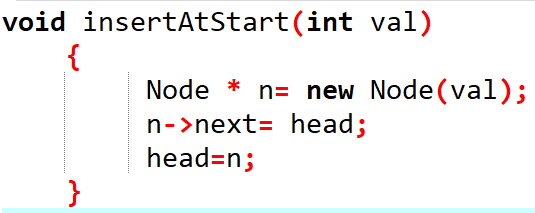 void insertAtStart(int val)
{
Node * n= new Node(val);
n->next= head;
head=n;
}